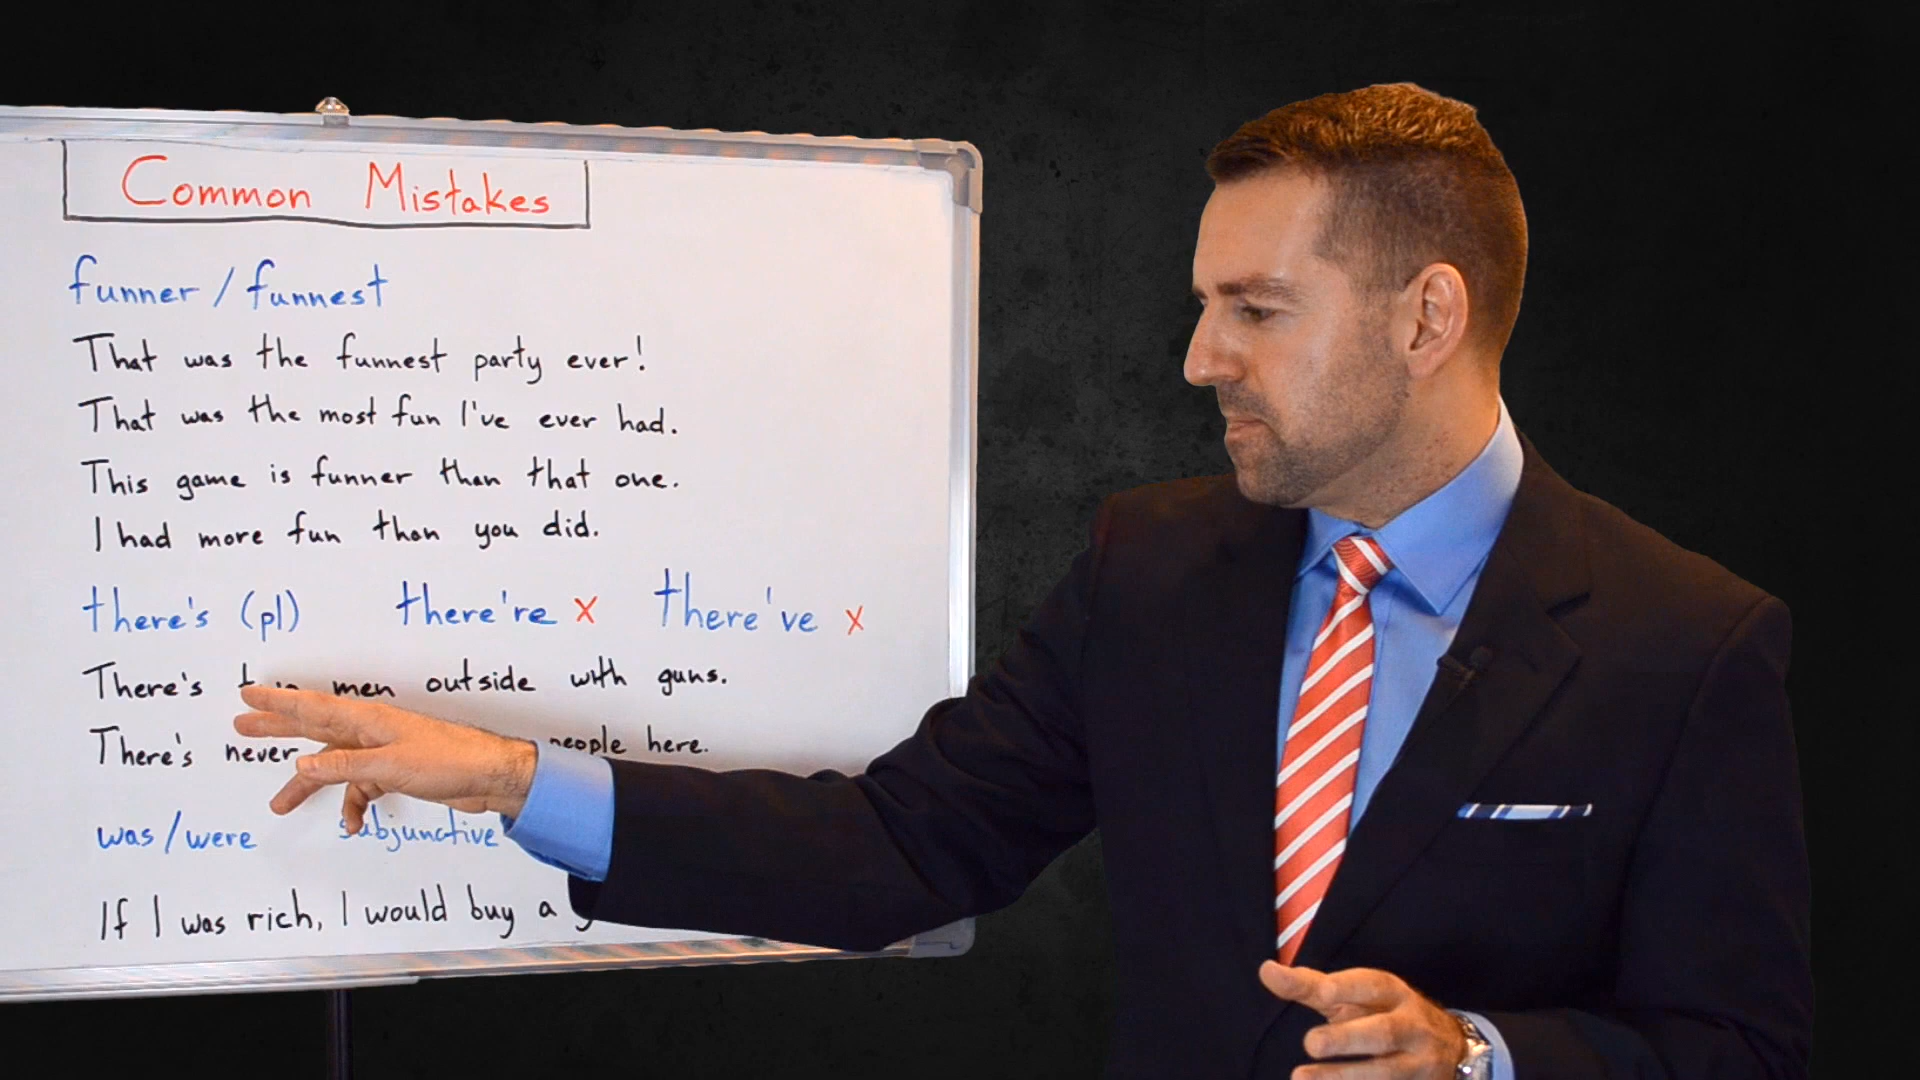 Common Mistakes
funner / funnest
That was the funnest party ever!
That was the most fun I've ever had.
This game is funner than that one.
I had more fun than you did.
there's (pl) there're x there've x
There's men outside with guns.
There's never people here.
was / were subjunctive
If I was rich, I would buy a